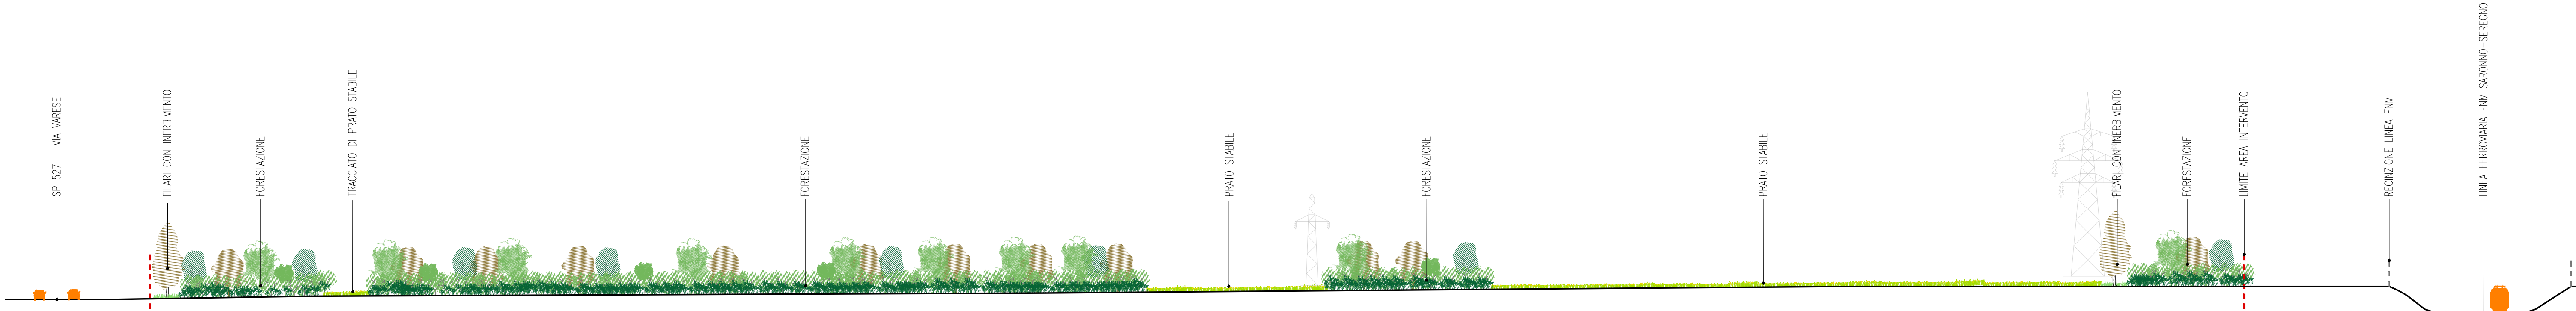 SP 527 - VIA VARESE
FILARI CON INERBIMENTO
FORESTAZIONE
TRACCIATO DI PRATO STABILE
FORESTAZIONE
PRATO STABILE
FORESTAZIONE
PRATO STABILE
FILARI CON INERBIMENTO
FORESTAZIONE
LIMITE AREA INTERVENTO
RECINZIONE LINEA FNM
LINEA FERROVIARIA FNM SARONNO-SEREGNO